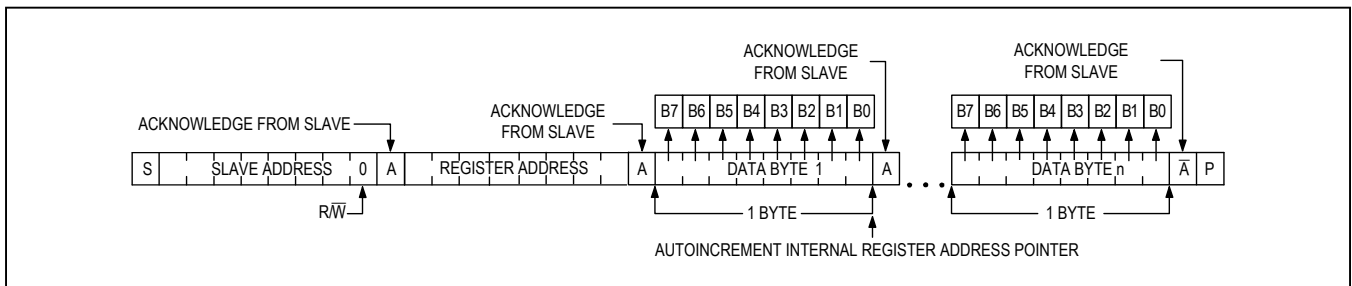 ACKNOWLEDGE
FROM SLAVE
ACKNOWLEDGE
FROM SLAVE
ACKNOWLEDGE FROM SLAVE
ACKNOWLEDGE
FROM SLAVE
B7 B6 B5 B4 B3 B2 B1 B0
B7 B6 B5 B4 B3 B2 B1 B0
S SLAVE ADDRESS 0 A REGISTER ADDRESS A DATA BYTE 1 A ... DATA BYTE n A̅ P
R/W̅
1 BYTE
1 BYTE
AUTOINCREMENT INTERNAL REGISTER ADDRESS POINTER